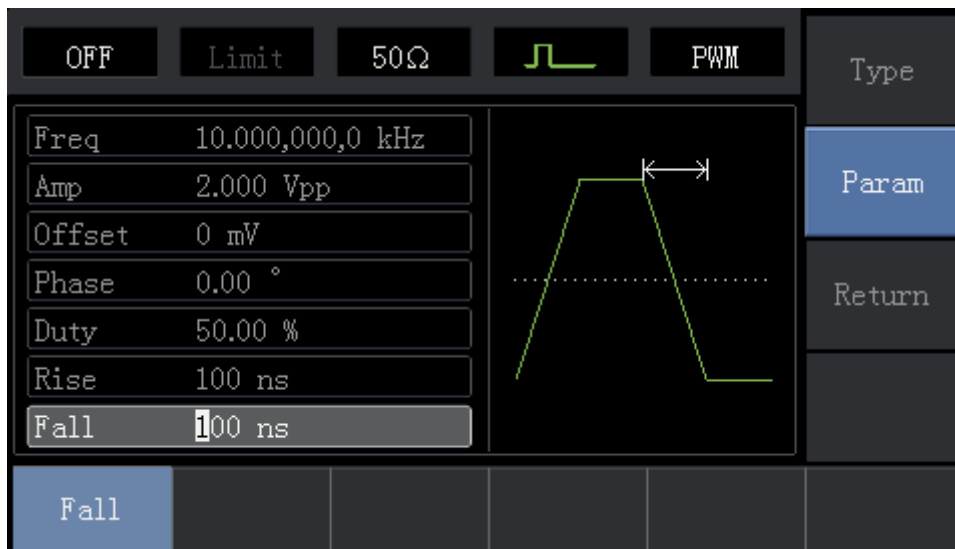 OFF Limit 50Ω PWM
Type
Freq 10.000,000,0 kHz
Amp 2.000 Vpp
Param
Offset 0 mV
Phase 0.00 °
Return
Duty 50.00 %
Rise 100 ns
Fall 100 ns
Fall